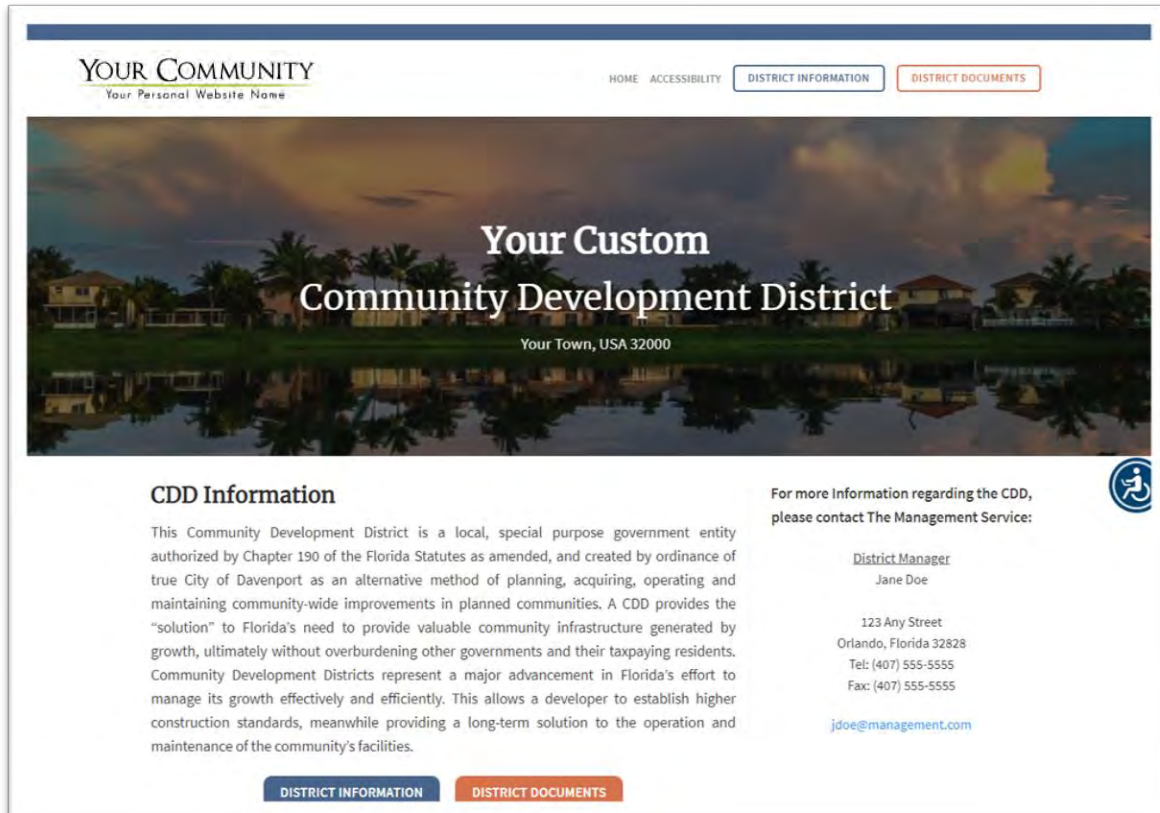 YOUR COMMUNITY
Your Personal Website Name
HOME ACCESSIBILITY DISTRICT INFORMATION DISTRICT DOCUMENTS
Your Custom
Community Development District
Your Town, USA 32000
CDD Information
This Community Development District is a local, special purpose government entity
authorized by Chapter 190 of the Florida Statutes as amended, and created by ordinance of
true City of Davenport as an alternative method of planning, acquiring, operating and
maintaining community-wide improvements in planned communities. A CDD provides the
“solution” to Florida’s need to provide valuable community infrastructure generated by
growth, ultimately without overburdening other governments and their taxpaying residents.
Community Development Districts represent a major advancement in Florida’s effort to
manage its growth effectively and efficiently. This allows a developer to establish higher
construction standards, meanwhile providing a long-term solution to the operation and
maintenance of the community’s facilities.
DISTRICT INFORMATION DISTRICT DOCUMENTS
For more Information regarding the CDD,
please contact The Management Service:
District Manager
Jane Doe
123 Any Street
Orlando, Florida 32828
Tel: (407) 555-5555
Fax: (407) 555-5555
jdoe@management.com